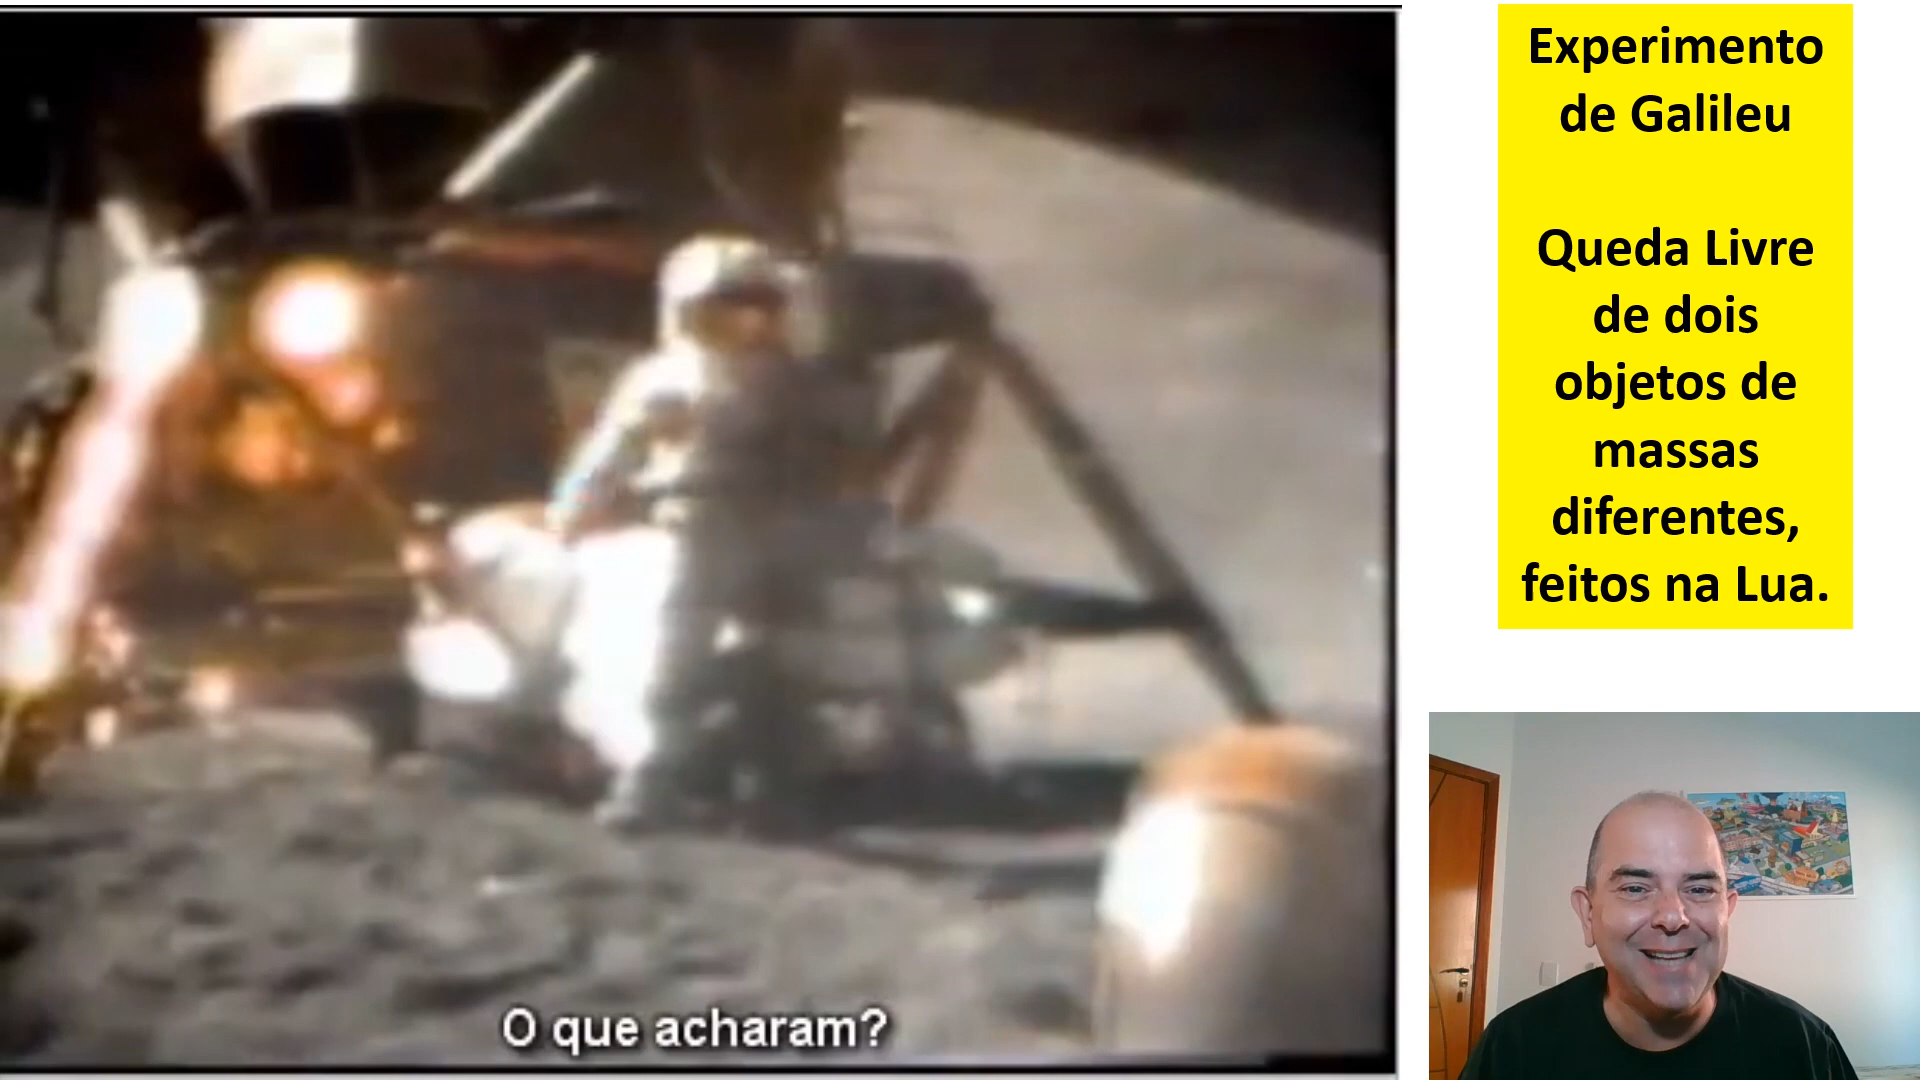 Experimento
de Galileu
Queda Livre
de dois
objetos de
massas
diferentes,
feitos na Lua.
O que acharam?